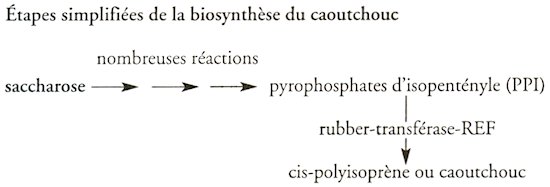 Étapes simplifiées de la biosynthèse du caoutchouc
nombreuses réactions
saccharose
pyrophosphates d'isopentényle (PPI)
rubber-transférase-REF
cis-polyisoprène ou caoutchouc